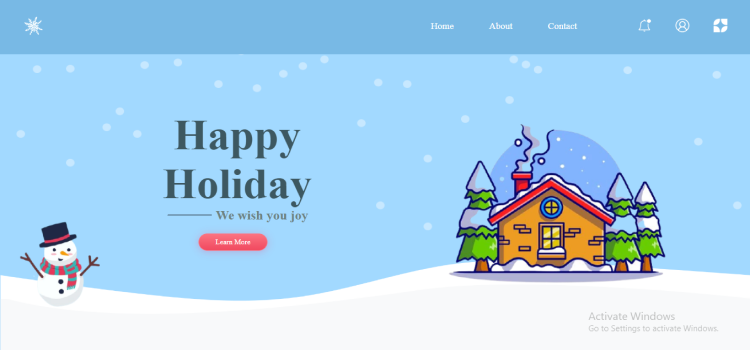 Home About Contact
Happy
Holiday
We wish you joy
Learn More
Activate Windows
Go to Settings to activate Windows.